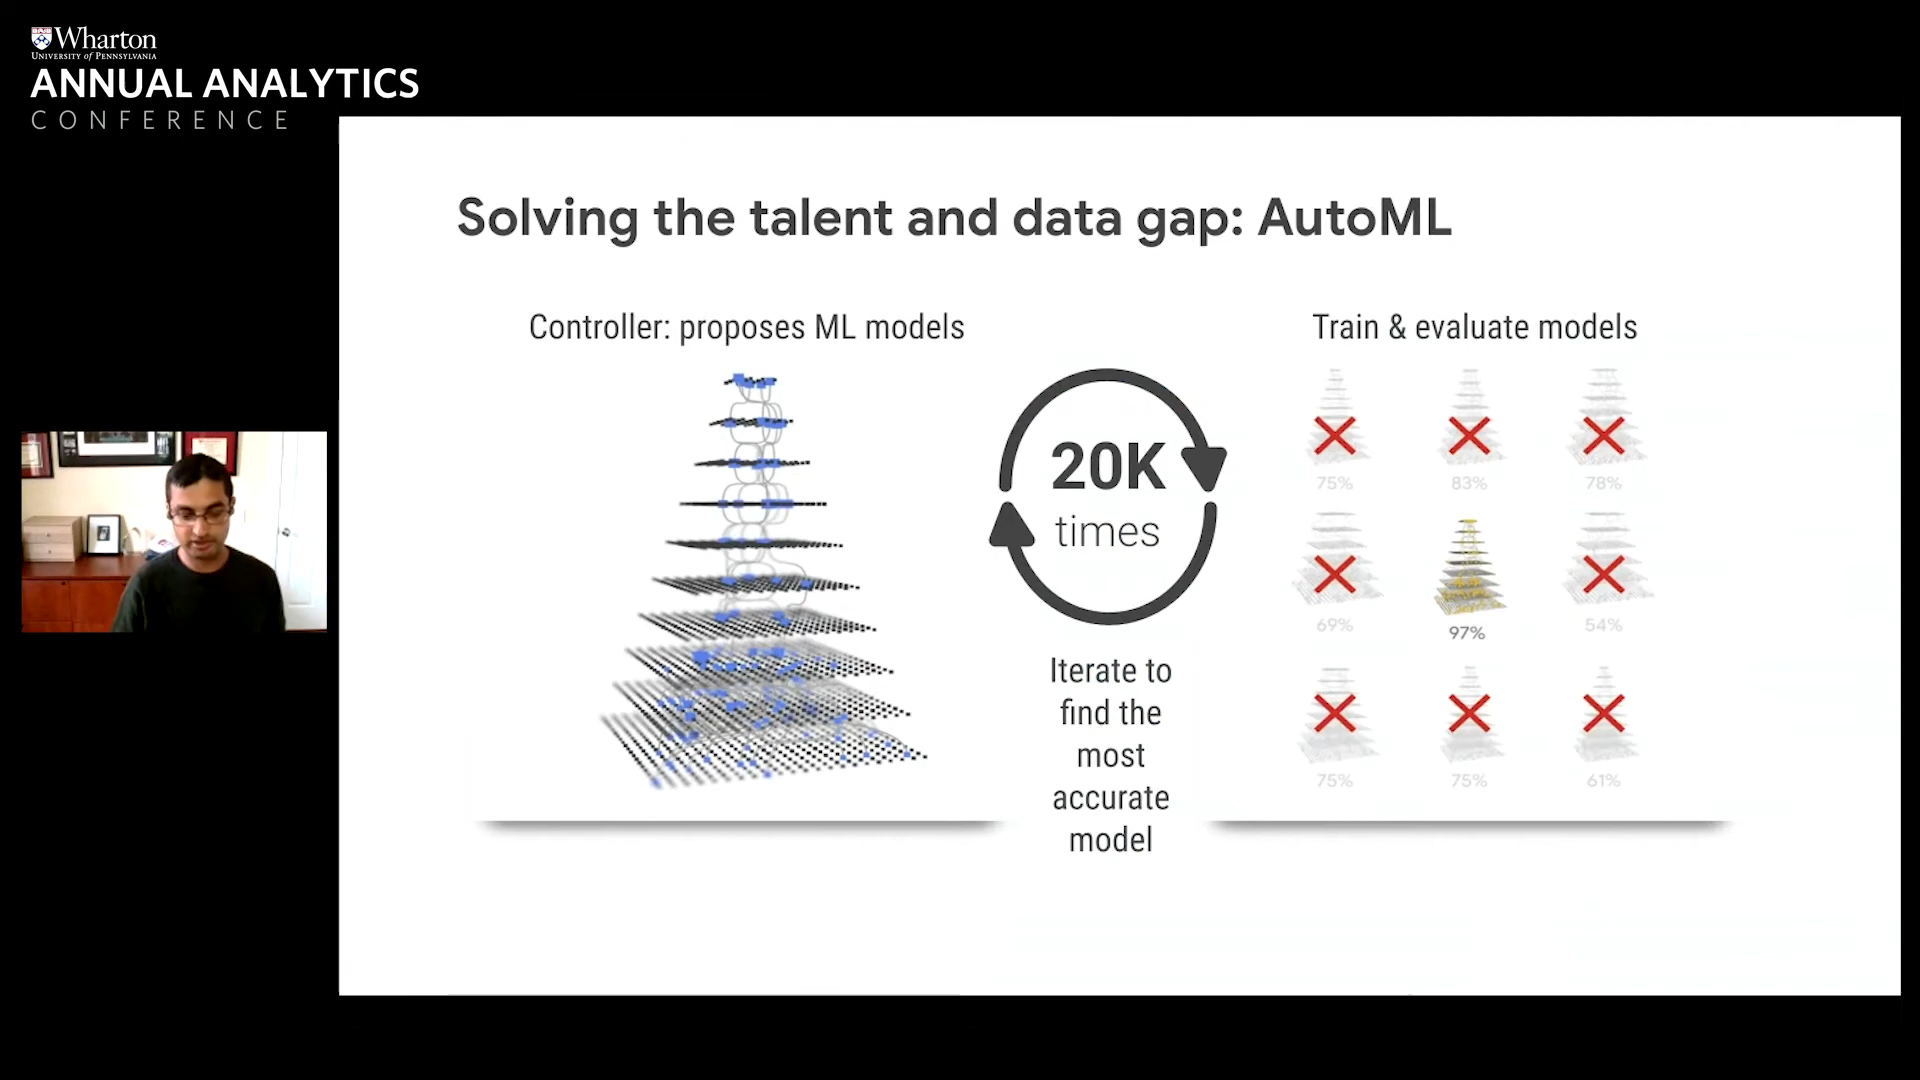 Wharton
UNIVERSITY of PENNSYLVANIA
ANNUAL ANALYTICS
CONFERENCE
Solving the talent and data gap: AutoML
Controller: proposes ML models
20K
times
Iterate to
find the
most
accurate
model
Train & evaluate models
75%
83%
78%
69%
97%
54%
75%
75%
61%